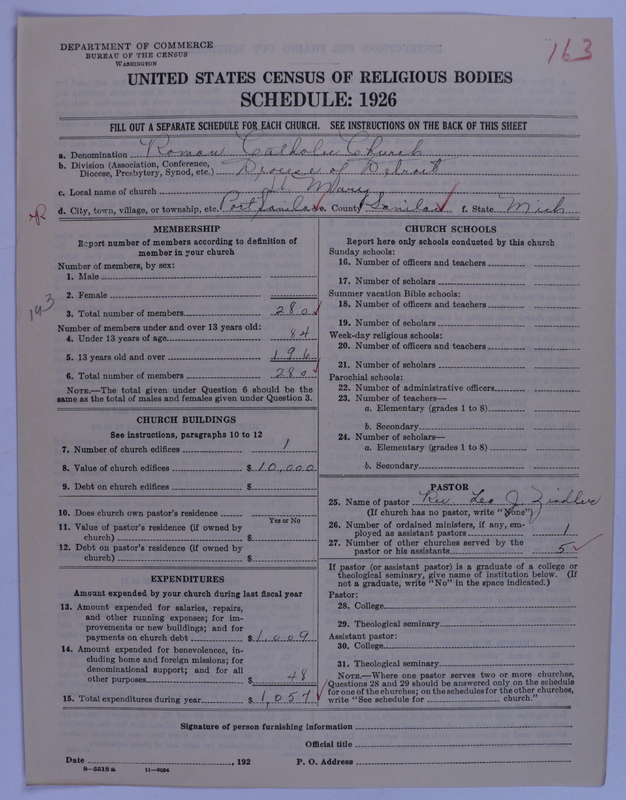 DEPARTMENT OF COMMERCE
BUREAU OF THE CENSUS
WASHINGTON
163
UNITED STATES CENSUS OF RELIGIOUS BODIES
SCHEDULE: 1926
FILL OUT A SEPARATE SCHEDULE FOR EACH CHURCH. SEE INSTRUCTIONS ON THE BACK OF THIS SHEET
a. Denomination Roman Catholic Church
b. Division (Association, Conference,
Diocese, Presbytery, Synod, etc.) Diocese of Detroit
c. Local name of church St. Mary
d. City, town, village, or township, etc. Port Sanilac e. County Sanilac f. State Mich
MEMBERSHIP
Report number of members according to definition of
member in your church
Number of members, by sex:
1. Male
2. Female
3. Total number of members 280
193
Number of members under and over 13 years old:
4. Under 13 years of age 84
5. 13 years old and over 196
6. Total number of members 280
NOTE.—The total given under Question 6 should be the
same as the total of males and females given under Question 3.
CHURCH BUILDINGS
See instructions, paragraphs 10 to 12
7. Number of church edifices 1
8. Value of church edifices $ 10,000
9. Debt on church edifices $
10. Does church own pastor's residence
Yes or No
11. Value of pastor's residence (if owned by
church) $
12. Debt on pastor's residence (if owned by
church) $
EXPENDITURES
Amount expended by your church during last fiscal year
13. Amount expended for salaries, repairs,
and other running expenses; for im-
provements or new buildings; and for
payments on church debt $ 1,009
14. Amount expended for benevolences, in-
cluding home and foreign missions; for
denominational support; and for all
other purposes $ 48
15. Total expenditures during year $ 1,057
CHURCH SCHOOLS
Report here only schools conducted by this church
Sunday schools:
16. Number of officers and teachers
17. Number of scholars
Summer vacation Bible schools:
18. Number of officers and teachers
19. Number of scholars
Week-day religious schools:
20. Number of officers and teachers
21. Number of scholars
Parochial schools:
22. Number of administrative officers
23. Number of teachers—
a. Elementary (grades 1 to 8)
b. Secondary
24. Number of scholars—
a. Elementary (grades 1 to 8)
b. Secondary
PASTOR
25. Name of pastor Rev. Leo J. Zindler
(If church has no pastor, write "None")
26. Number of ordained ministers, if any, em-
ployed as assistant pastors 1
27. Number of other churches served by the
pastor or his assistants 5
If pastor (or assistant pastor) is a graduate of a college or
theological seminary, give name of institution below. (If
not a graduate, write "No" in the space indicated.)
Pastor:
28. College
29. Theological seminary
Assistant pastor:
30. College
31. Theological seminary
NOTE.—Where one pastor serves two or more churches,
Questions 28 and 29 should be answered only on the schedule
for one of the churches; on the schedules for the other churches,
write "See schedule for church."
Signature of person furnishing information
Official title
Date , 192 P. O. Address
8—5518a 11—9034